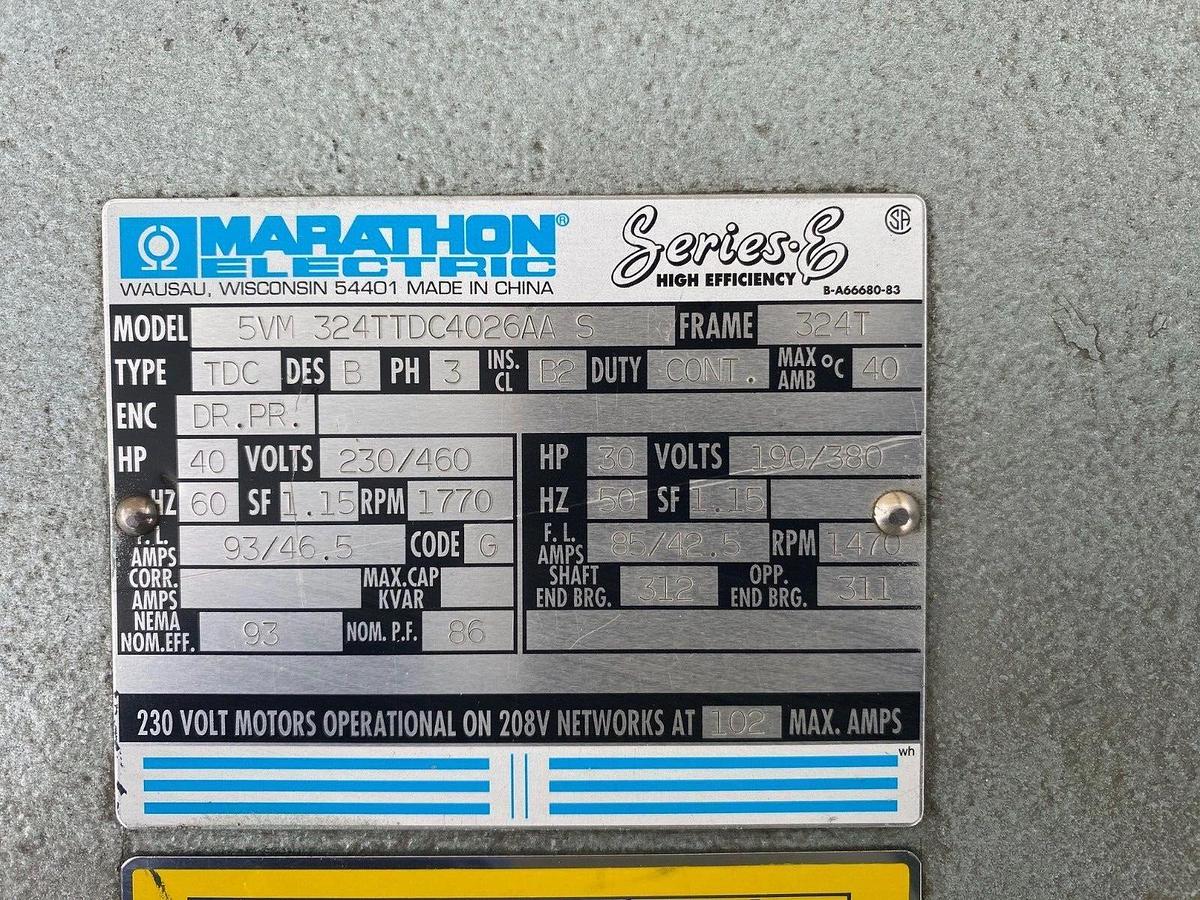 MARATHON®
ELECTRIC
WAUSAU, WISCONSIN 54401 MADE IN CHINA
Series-E
HIGH EFFICIENCY
B-A66680-83
SA
MODEL 5VM 324TTDC4026AA S FRAME 324T
TYPE TDC DES B PH 3 INS. CL B2 DUTY CONT. MAX AMB °C 40
ENC DR.PR.
HP 40 VOLTS 230/460 HP 30 VOLTS 190/380
HZ 60 SF 1.15 RPM 1770 HZ 50 SF 1.15
F.L. AMPS 93/46.5 CODE G F.L. AMPS 85/42.5 RPM 1470
CORR. AMPS MAX.CAP KVAR SHAFT END BRG. 312 OPP. END BRG. 311
NEMA NOM.EFF. 93 NOM. P.F. 86
230 VOLT MOTORS OPERATIONAL ON 208V NETWORKS AT 102 MAX. AMPS
wh